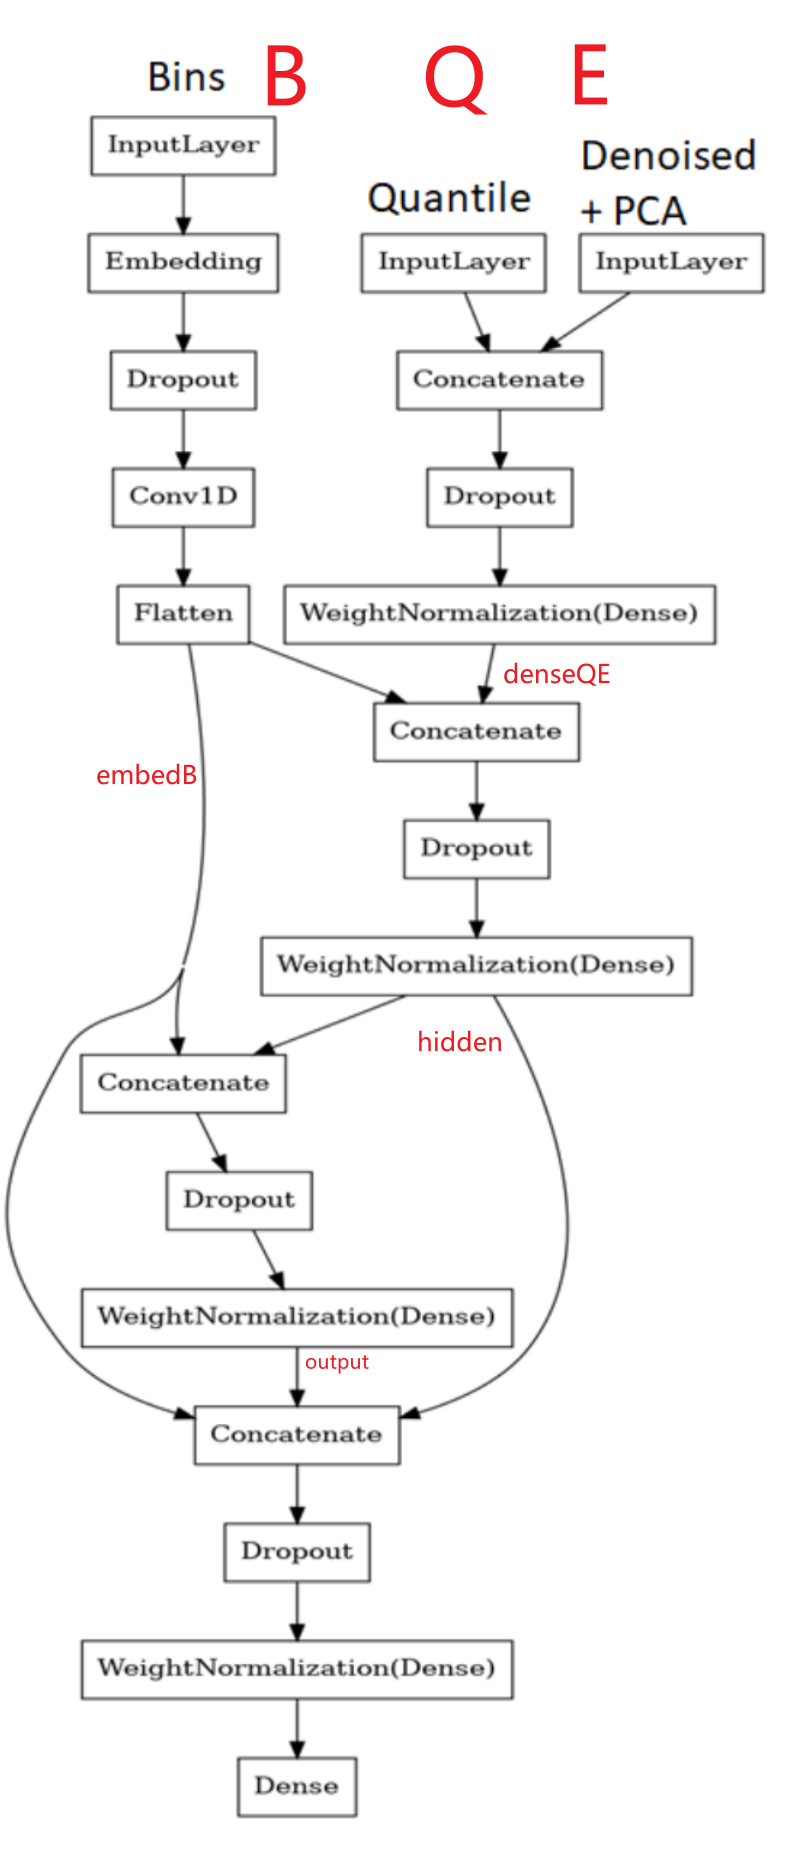 B Q E
Bins
InputLayer
Denoised
+ PCA
Quantile
Embedding
InputLayer
InputLayer
Dropout
Concatenate
Conv1D
Dropout
Flatten
WeightNormalization(Dense)
denseQE
Concatenate
embedB
Dropout
WeightNormalization(Dense)
hidden
Concatenate
Dropout
WeightNormalization(Dense)
output
Concatenate
Dropout
WeightNormalization(Dense)
Dense